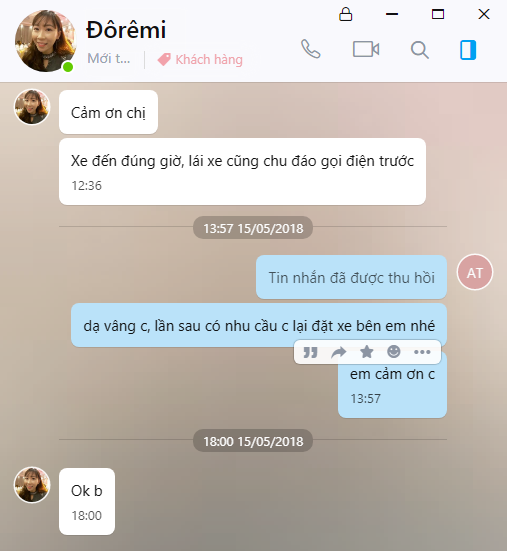 Đôrêmi
Mới t...
Khách hàng
Cảm ơn chị
Xe đến đúng giờ, lái xe cũng chu đáo gọi điện trước
12:36
13:57 15/05/2018
Tin nhắn đã được thu hồi
AT
dạ vâng c, lần sau có nhu cầu c lại đặt xe bên em nhé
em cảm ơn c
13:57
18:00 15/05/2018
Ok b
18:00